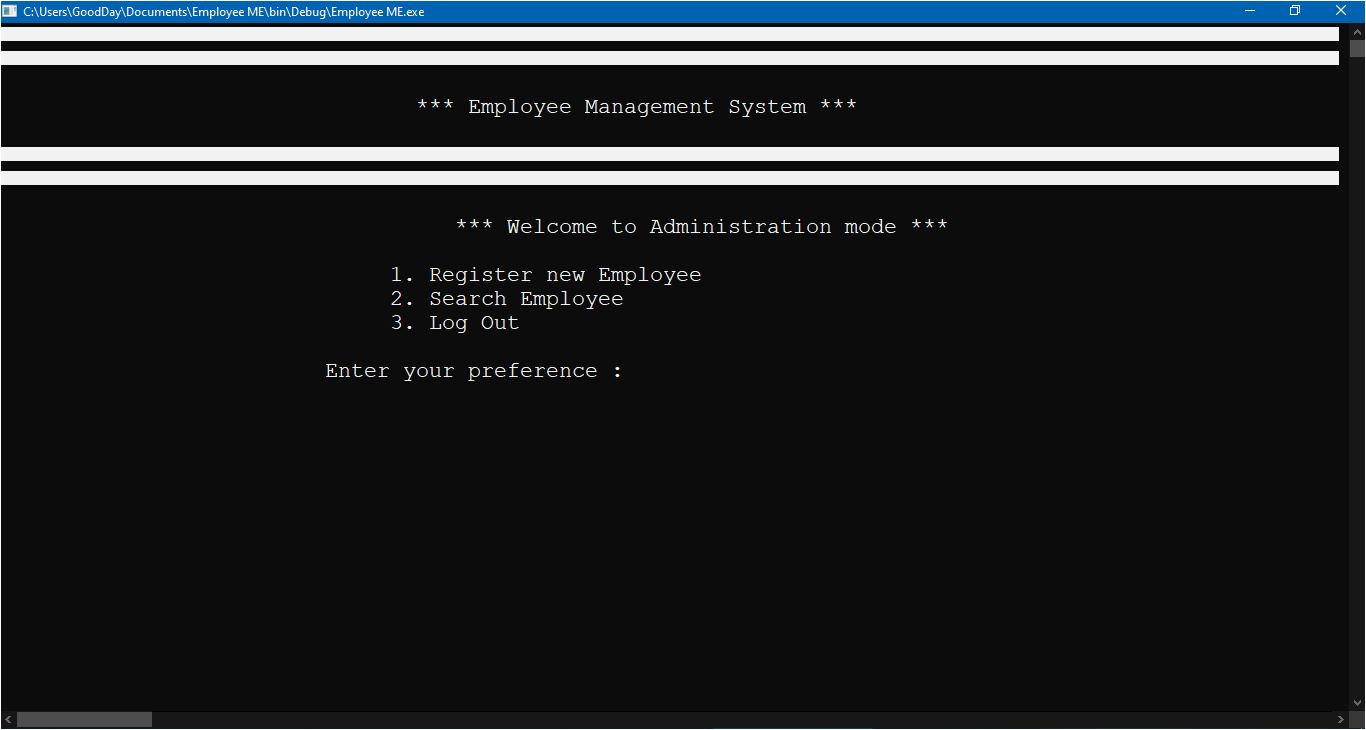 C:\Users\GoodDay\Documents\Employee ME\bin\Debug\Employee ME.exe
*** Employee Management System ***
*** Welcome to Administration mode ***
1. Register new Employee
2. Search Employee
3. Log Out
Enter your preference :